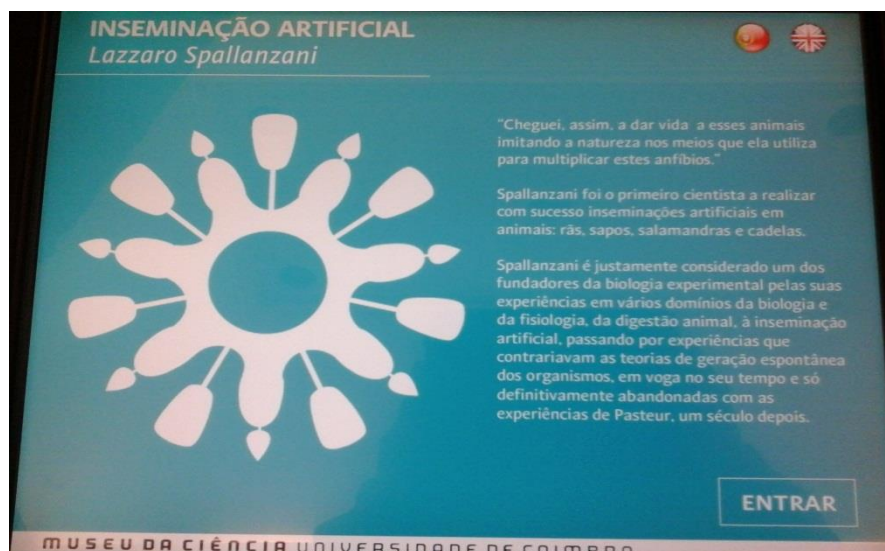 INSEMINAÇÃO ARTIFICIAL
Lazzaro Spallanzani
"Cheguei, assim, a dar vida a esses animais
imitando a natureza nos meios que ela utiliza
para multiplicar estes anfíbios."
Spallanzani foi o primeiro cientista a realizar
com sucesso inseminações artificiais em
animais: rãs, sapos, salamandras e cadelas.
Spallanzani é justamente considerado um dos
fundadores da biologia experimental pelas suas
experiências em vários domínios da biologia e
da fisiologia, da digestão animal, à inseminação
artificial, passando por experiências que
contrariavam as teorias de geração espontânea
dos organismos, em voga no seu tempo e só
definitivamente abandonadas com as
experiências de Pasteur, um século depois.
ENTRAR
MUSEU DA CIÊNCIA UNIVERSIDADE DE COIMBRA